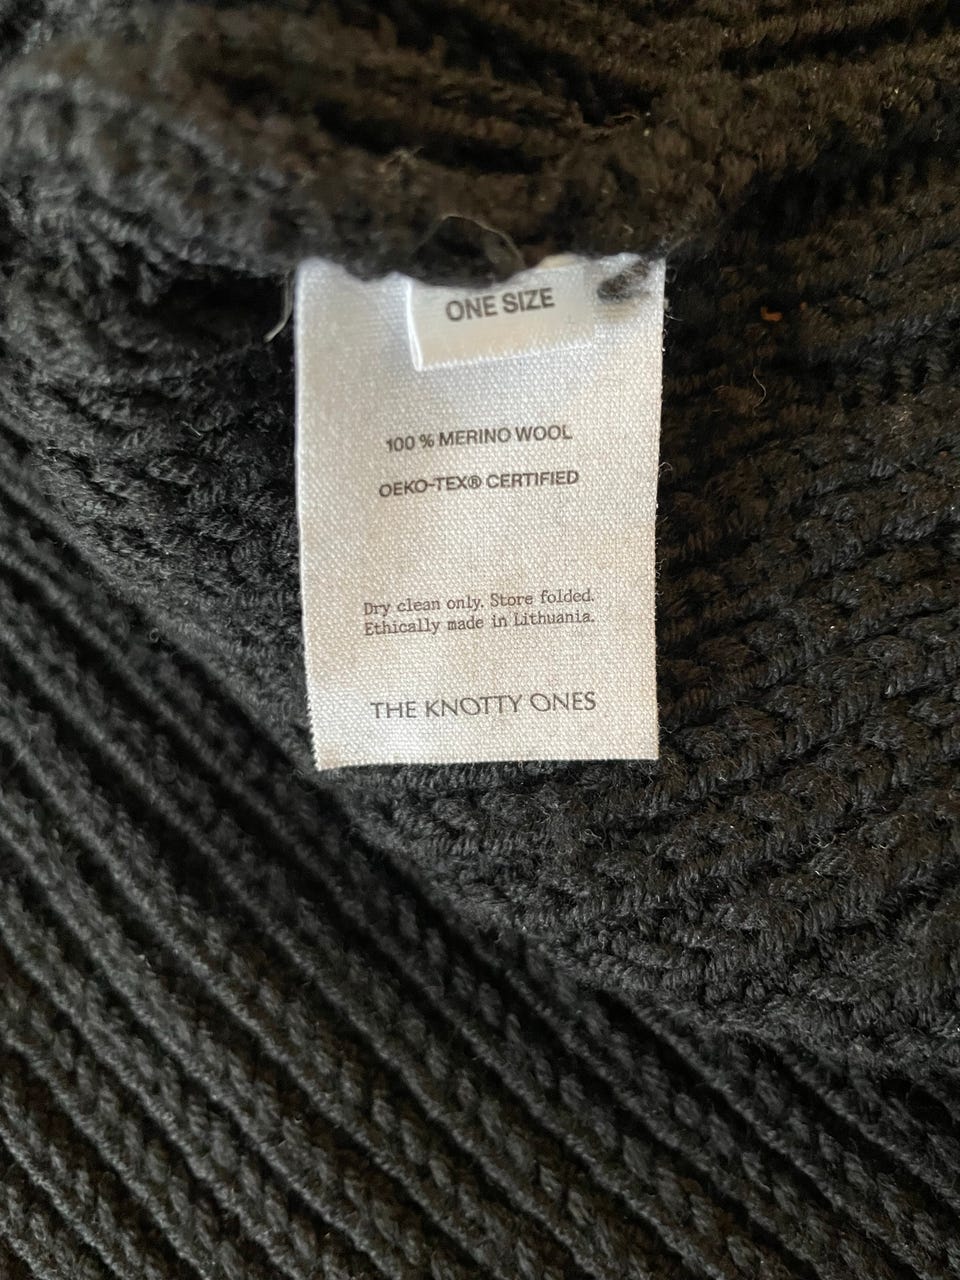 ONE SIZE
100 % MERINO WOOL
OEKO-TEX® CERTIFIED
Dry clean only. Store folded.
Ethically made in Lithuania.
THE KNOTTY ONES